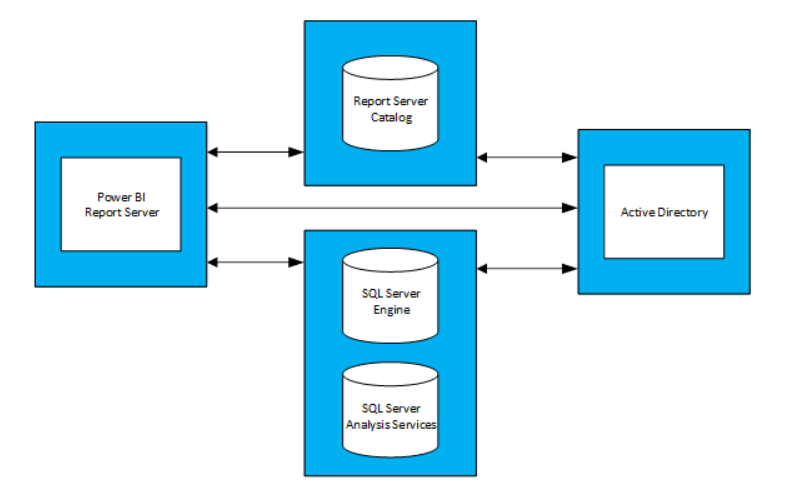 Report Server
Catalog
Power BI
Report Server
Active Directory
SQL Server
Engine
SQL Server
Analysis Services